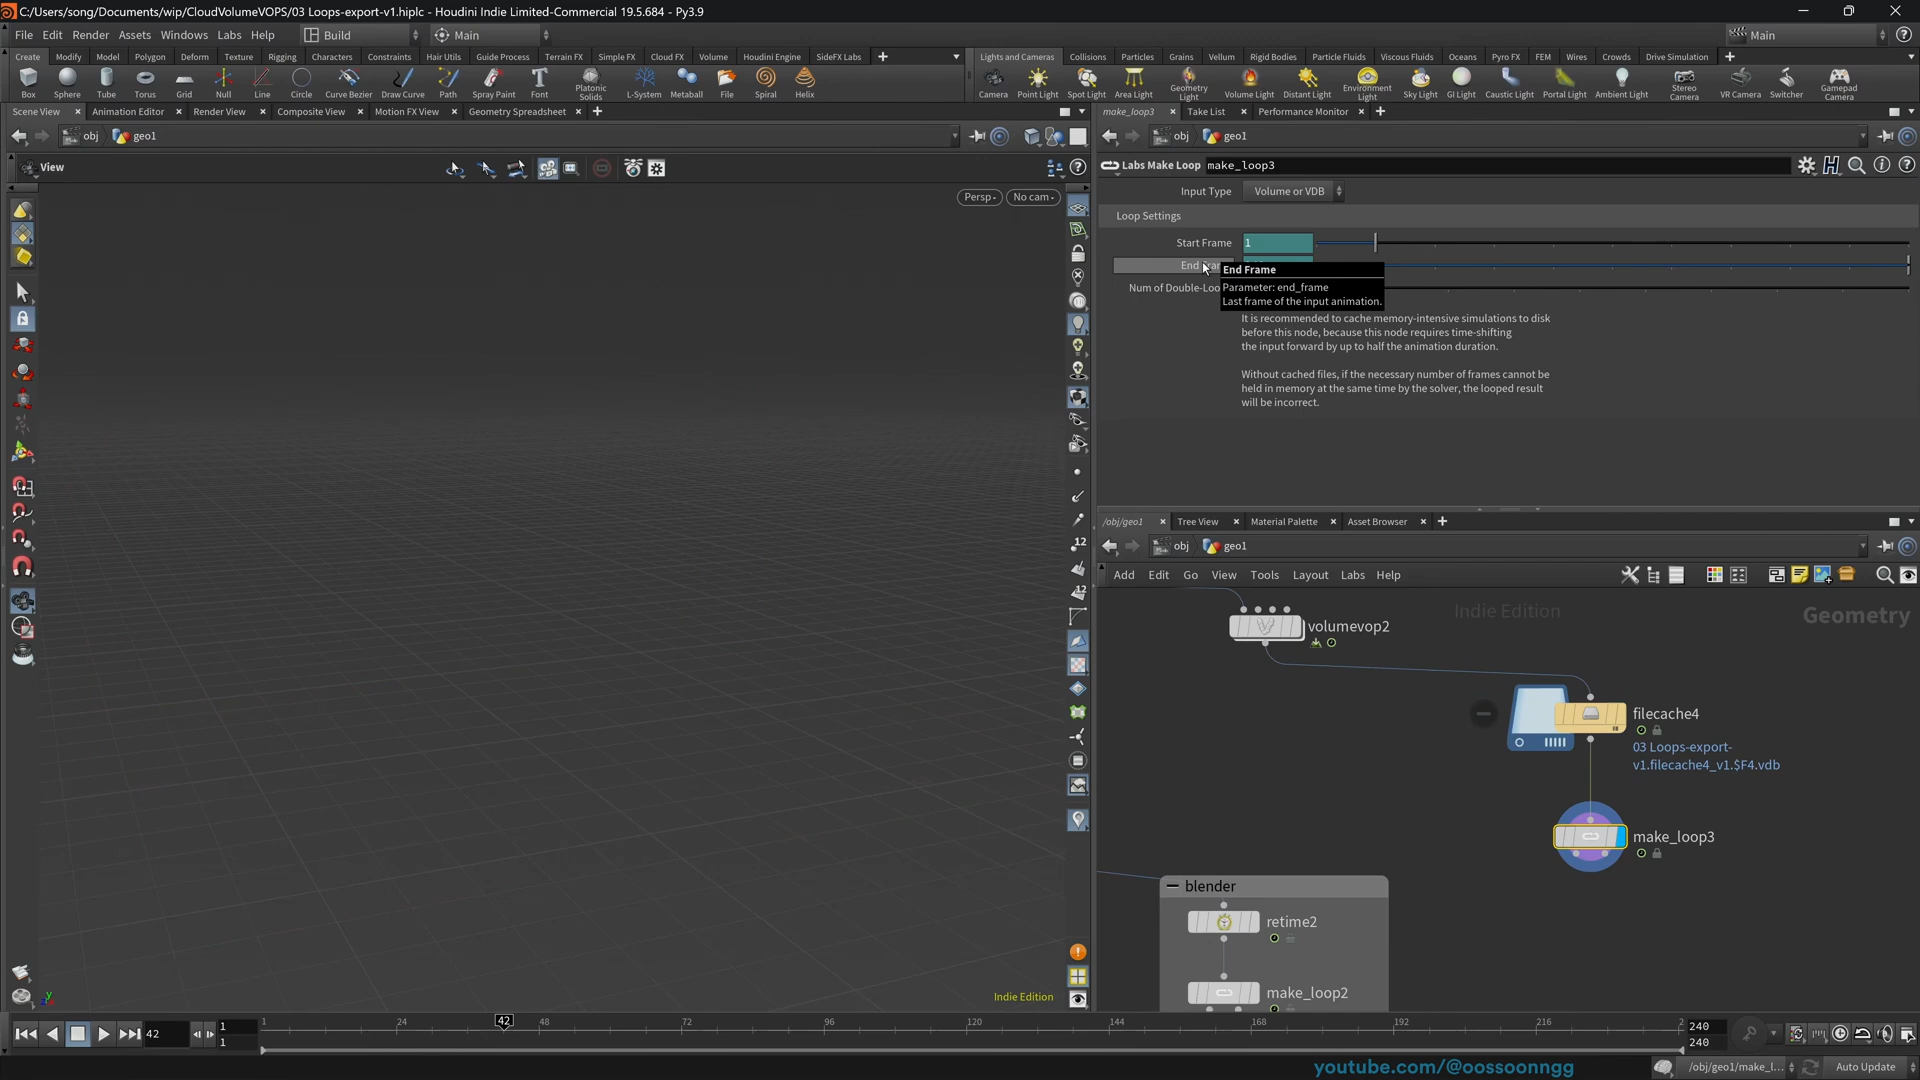 C:/Users/song/Documents/wip/CloudVolumeVOPS/03 Loops-export-v1.hiplc - Houdini Indie Limited-Commercial 19.5.684 - Py3.9
File Edit Render Assets Windows Labs Help Build Main Main
Create Modify Model Polygon Deform Texture Rigging Characters Constraints Hair Utils Guide Process Terrain FX Simple FX Cloud FX Volume Houdini Engine SideFX Labs
Lights and Cameras Collisions Particles Grains Vellum Rigid Bodies Particle Fluids Viscous Fluids Oceans Pyro FX FEM Wires Crowds Drive Simulation
Box Sphere Tube Torus Grid Null Line Circle Curve Bezier Draw Curve Path Spray Paint Font Platonic Solids L-System Metaball File Spiral Helix
Camera Point Light Spot Light Area Light Geometry Light Volume Light Distant Light Environment Light Sky Light GI Light Caustic Light Portal Light Ambient Light Stereo Camera VR Camera Switcher Gamepad Camera
Scene View Animation Editor Render View Composite View Motion FX View Geometry Spreadsheet
make_loop3 Take List Performance Monitor
obj geo1
obj geo1
View
Labs Make Loop make_loop3
Persp No cam
Input Type Volume or VDB
Loop Settings
Start Frame 1
End Fra
End Frame
Parameter: end_frame
Last frame of the input animation.
Num of Double-Loo
It is recommended to cache memory-intensive simulations to disk
before this node, because this node requires time-shifting
the input forward by up to half the animation duration.
Without cached files, if the necessary number of frames cannot be
held in memory at the same time by the solver, the looped result
will be incorrect.
/obj/geo1 Tree View Material Palette Asset Browser
obj geo1
Add Edit Go View Tools Layout Labs Help
Indie Edition Geometry
volumevop2
filecache4
03 Loops-export-
v1.filecache4_v1.$F4.vdb
make_loop3
blender
retime2
make_loop2
12
12
Indie Edition
42 1 1
1 24 42 48 72 96 120 144 168 192 216 2
240 240
youtube.com/@oossoonngg
/obj/geo1/make_l... Auto Update